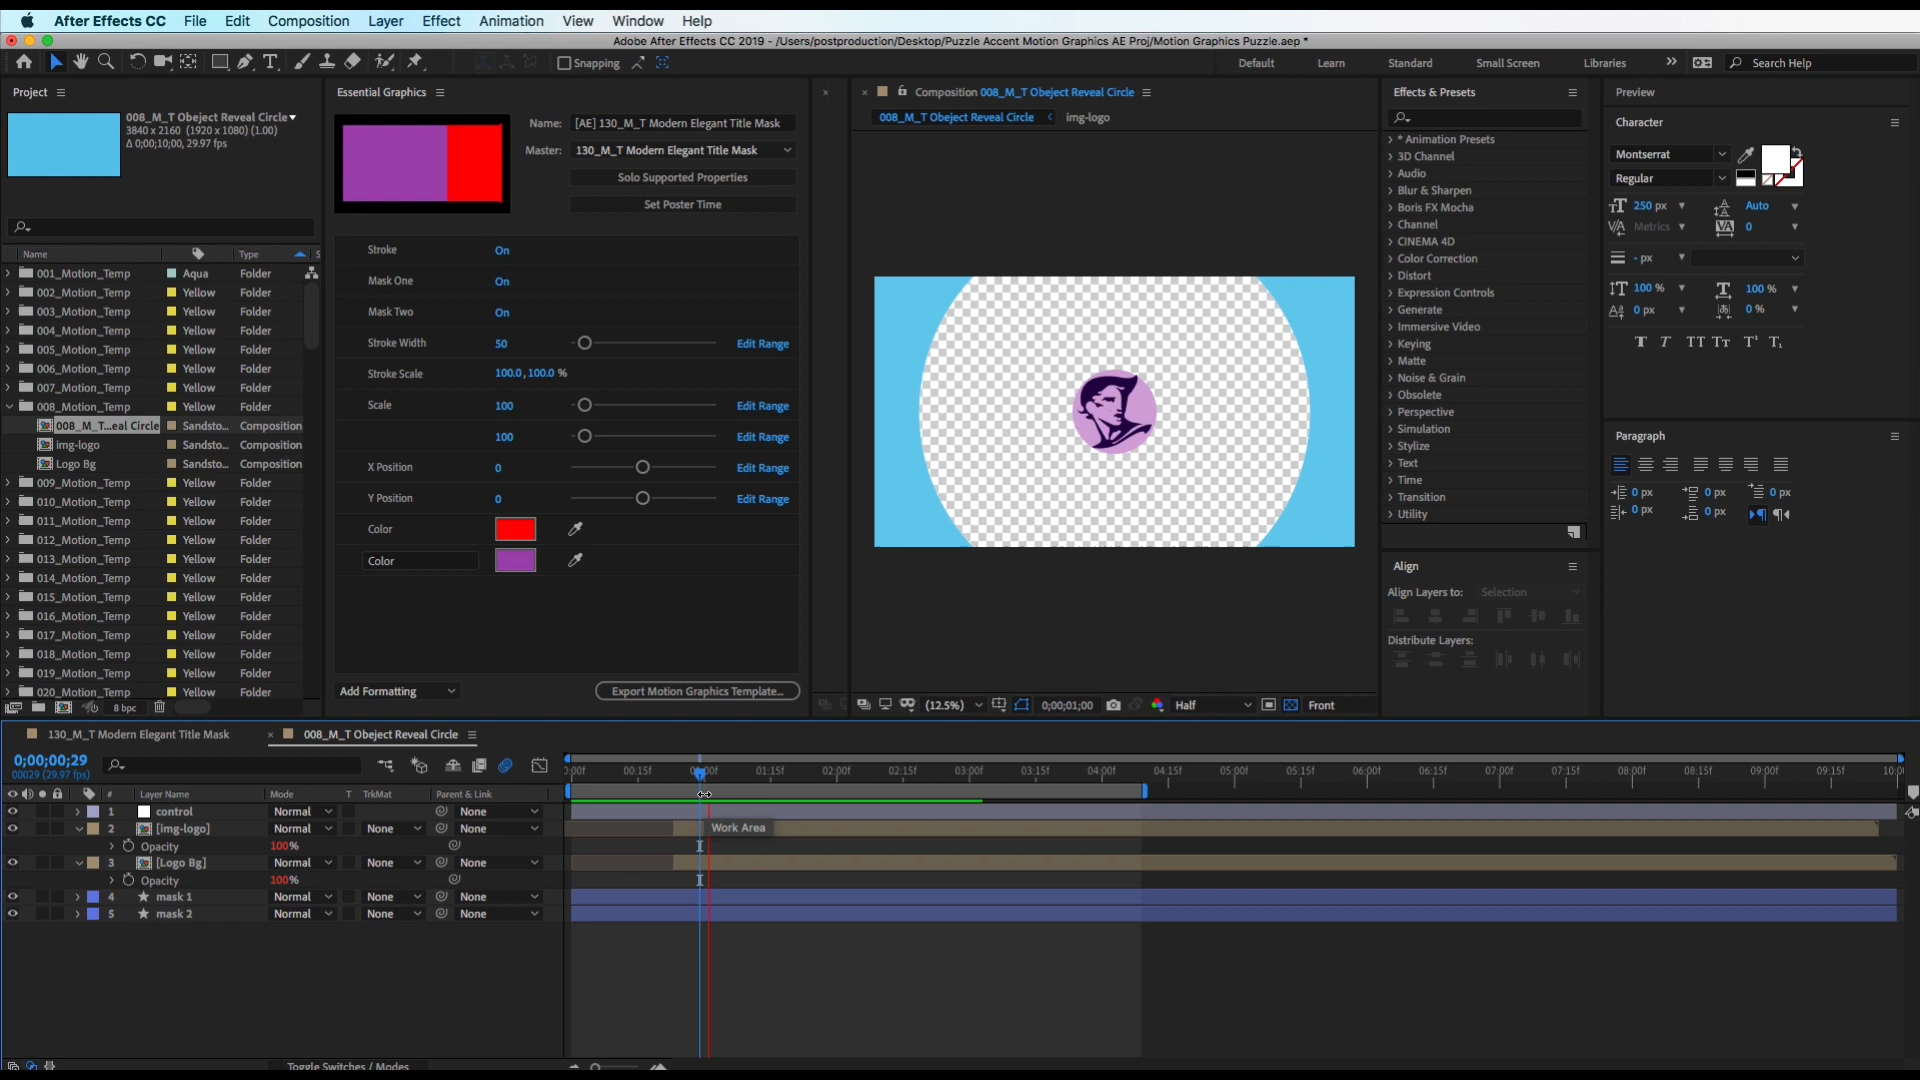 After Effects CC File Edit Composition Layer Effect Animation View Window Help
Adobe After Effects CC 2019 - /Users/postproduction/Desktop/Puzzle Accent Motion Graphics AE Proj/Motion Graphics Puzzle.aep *
Snapping Default Learn Standard Small Screen Libraries Search Help
Project
008_M_T Obeject Reveal Circle
3840 x 2160 (1920 x 1080) (1.00)
Δ 0;00;10;00, 29.97 fps
Name Type
001_Motion_Temp Aqua Folder
002_Motion_Temp Yellow Folder
003_Motion_Temp Yellow Folder
004_Motion_Temp Yellow Folder
005_Motion_Temp Yellow Folder
006_Motion_Temp Yellow Folder
007_Motion_Temp Yellow Folder
008_Motion_Temp Yellow Folder
008_M_T...eal Circle Sandsto... Composition
img-logo Sandsto... Composition
Logo Bg Sandsto... Composition
009_Motion_Temp Yellow Folder
010_Motion_Temp Yellow Folder
011_Motion_Temp Yellow Folder
012_Motion_Temp Yellow Folder
013_Motion_Temp Yellow Folder
014_Motion_Temp Yellow Folder
015_Motion_Temp Yellow Folder
016_Motion_Temp Yellow Folder
017_Motion_Temp Yellow Folder
018_Motion_Temp Yellow Folder
019_Motion_Temp Yellow Folder
020_Motion_Temp Yellow Folder
8 bpc
Essential Graphics
Name: [AE] 130_M_T Modern Elegant Title Mask
Master: 130_M_T Modern Elegant Title Mask
Solo Supported Properties
Set Poster Time
Stroke On
Mask One On
Mask Two On
Stroke Width 50 Edit Range
Stroke Scale 100.0, 100.0 %
Scale 100 Edit Range
100 Edit Range
X Position 0 Edit Range
Y Position 0 Edit Range
Color
Color
Add Formatting Export Motion Graphics Template...
Composition 008_M_T Obeject Reveal Circle
008_M_T Obeject Reveal Circle img-logo
(12.5%) 0;00;01;00 Half Front
Effects & Presets
* Animation Presets
3D Channel
Audio
Blur & Sharpen
Boris FX Mocha
Channel
CINEMA 4D
Color Correction
Distort
Expression Controls
Generate
Immersive Video
Keying
Matte
Noise & Grain
Obsolete
Perspective
Simulation
Stylize
Text
Time
Transition
Utility
Align
Align Layers to: Selection
Distribute Layers:
Preview
Character
Montserrat
Regular
250 px Auto
Metrics 0
- px
100 % 100 %
0 px 0 %
Paragraph
0 px 0 px 0 px
0 px 0 px
130_M_T Modern Elegant Title Mask 008_M_T Obeject Reveal Circle
0;00;00;29
00029 (29.97 fps)
:00f 00:15f 01:00f 01:15f 02:00f 02:15f 03:00f 03:15f 04:00f 04:15f 05:00f 05:15f 06:00f 06:15f 07:00f 07:15f 08:00f 08:15f 09:00f 09:15f 10:0
# Layer Name Mode T TrkMat Parent & Link
1 control Normal None
2 [img-logo] Normal None None
Opacity 100%
3 [Logo Bg] Normal None None
Opacity 100%
4 mask 1 Normal None None
5 mask 2 Normal None None
Work Area
Toggle Switches / Modes